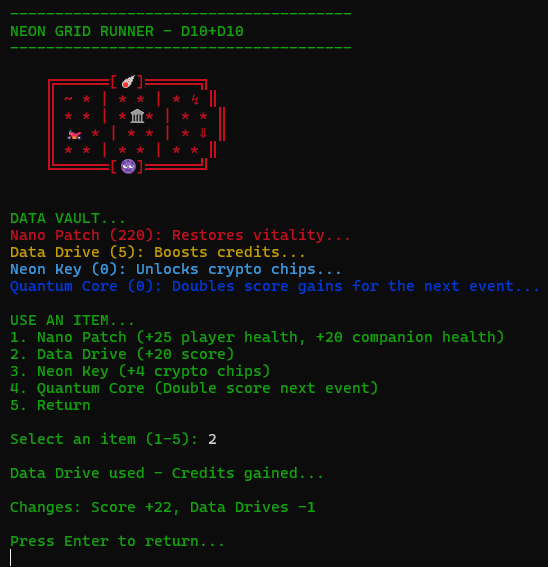 --------------------------------------
NEON GRID RUNNER - D10+D10
--------------------------------------
╔══════[☄️]══════╗
║ ~ * | * * | * ↯ ║
║ * * | *🏛️* | * * ║
║ 👾 * | * * | * ⇩ ║
║ * * | * * | * * ║
╚══════[]══════╝
DATA VAULT...
Nano Patch (220): Restores vitality...
Data Drive (5): Boosts credits...
Neon Key (0): Unlocks crypto chips...
Quantum Core (0): Doubles score gains for the next event...
USE AN ITEM...
1. Nano Patch (+25 player health, +20 companion health)
2. Data Drive (+20 score)
3. Neon Key (+4 crypto chips)
4. Quantum Core (Double score next event)
5. Return
Select an item (1-5): 2
Data Drive used - Credits gained...
Changes: Score +22, Data Drives -1
Press Enter to return...